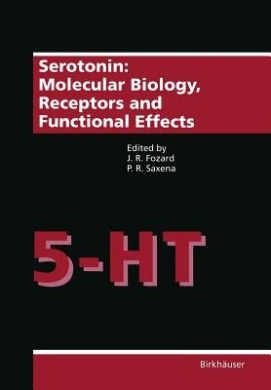 Serotonin:
Molecular Biology,
Receptors and
Functional Effects
Edited by
J. R. Fozard
P. R. Saxena
5-HT
Birkhäuser